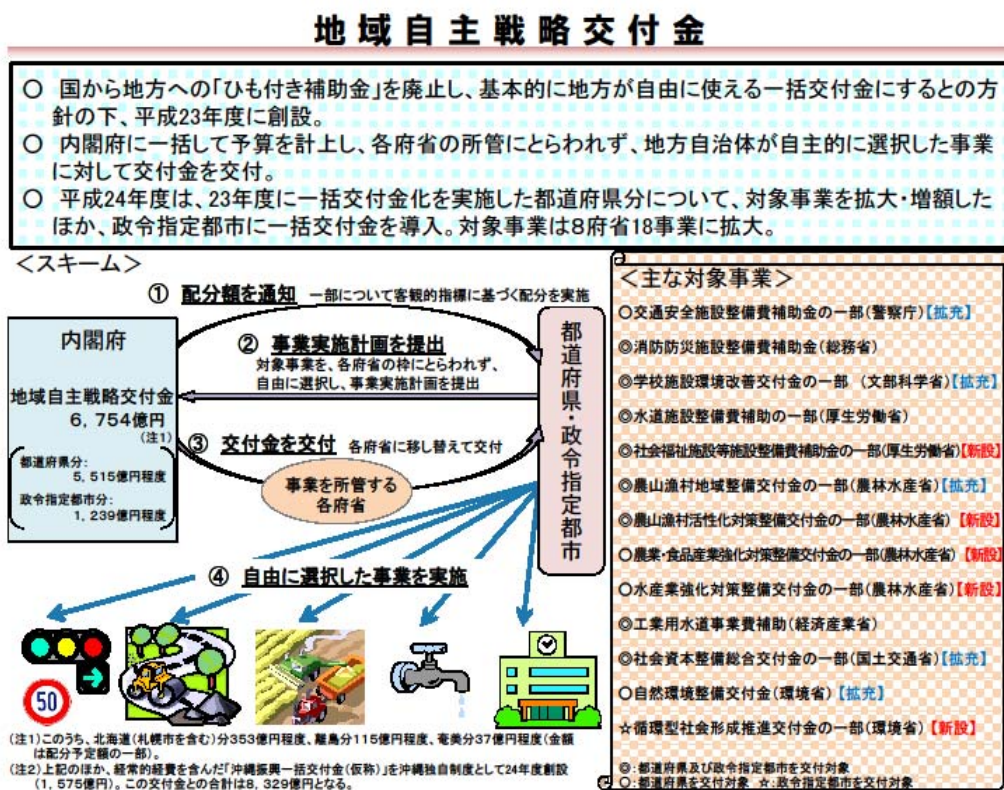 地域自主戦略交付金
○ 国から地方への「ひも付き補助金」を廃止し、基本的に地方が自由に使える一括交付金にするとの方
針の下、平成23年度に創設。
○ 内閣府に一括して予算を計上し、各府省の所管にとらわれず、地方自治体が自主的に選択した事業
に対して交付金を交付。
○ 平成24年度は、23年度に一括交付金化を実施した都道府県分について、対象事業を拡大・増額した
ほか、政令指定都市に一括交付金を導入。対象事業は8府省18事業に拡大。
＜スキーム＞
① 配分額を通知 一部について客観的指標に基づく配分を実施
内閣府
地域自主戦略交付金
6,754億円
(注1)
都道府県分:
5,515億円程度
政令指定都市分:
1,239億円程度
② 事業実施計画を提出
対象事業を、各府省の枠にとらわれず、
自由に選択し、事業実施計画を提出
③ 交付金を交付 各府省に移し替えて交付
事業を所管する
各府省
都道府県・政令指定都市
④ 自由に選択した事業を実施
50
(注1)このうち、北海道(札幌市を含む)分353億円程度、離島分115億円程度、奄美分37億円程度(金額
は配分予定額の一部)。
(注2)上記のほか、経常的経費を含んだ「沖縄振興一括交付金(仮称)」を沖縄独自制度として24年度創設
(1,575億円)。この交付金との合計は8,329億円となる。
＜主な対象事業＞
○交通安全施設整備費補助金の一部(警察庁)【拡充】
◎消防防災施設整備費補助金(総務省)
◎学校施設環境改善交付金の一部 (文部科学省)【拡充】
◎水道施設整備費補助の一部(厚生労働省)
◎社会福祉施設等施設整備費補助金の一部(厚生労働省)【新設】
◎農山漁村地域整備交付金の一部(農林水産省)【拡充】
◎農山漁村活性化対策整備交付金の一部(農林水産省)【新設】
○農業・食品産業強化対策整備交付金の一部(農林水産省)【新設】
○水産業強化対策整備交付金の一部(農林水産省)【新設】
◎工業用水道事業費補助(経済産業省)
◎社会資本整備総合交付金の一部(国土交通省)【拡充】
○自然環境整備交付金(環境省)【拡充】
☆循環型社会形成推進交付金の一部(環境省)【新設】
◎:都道府県及び政令指定都市を交付対象
○:都道府県を交付対象 ☆:政令指定都市を交付対象